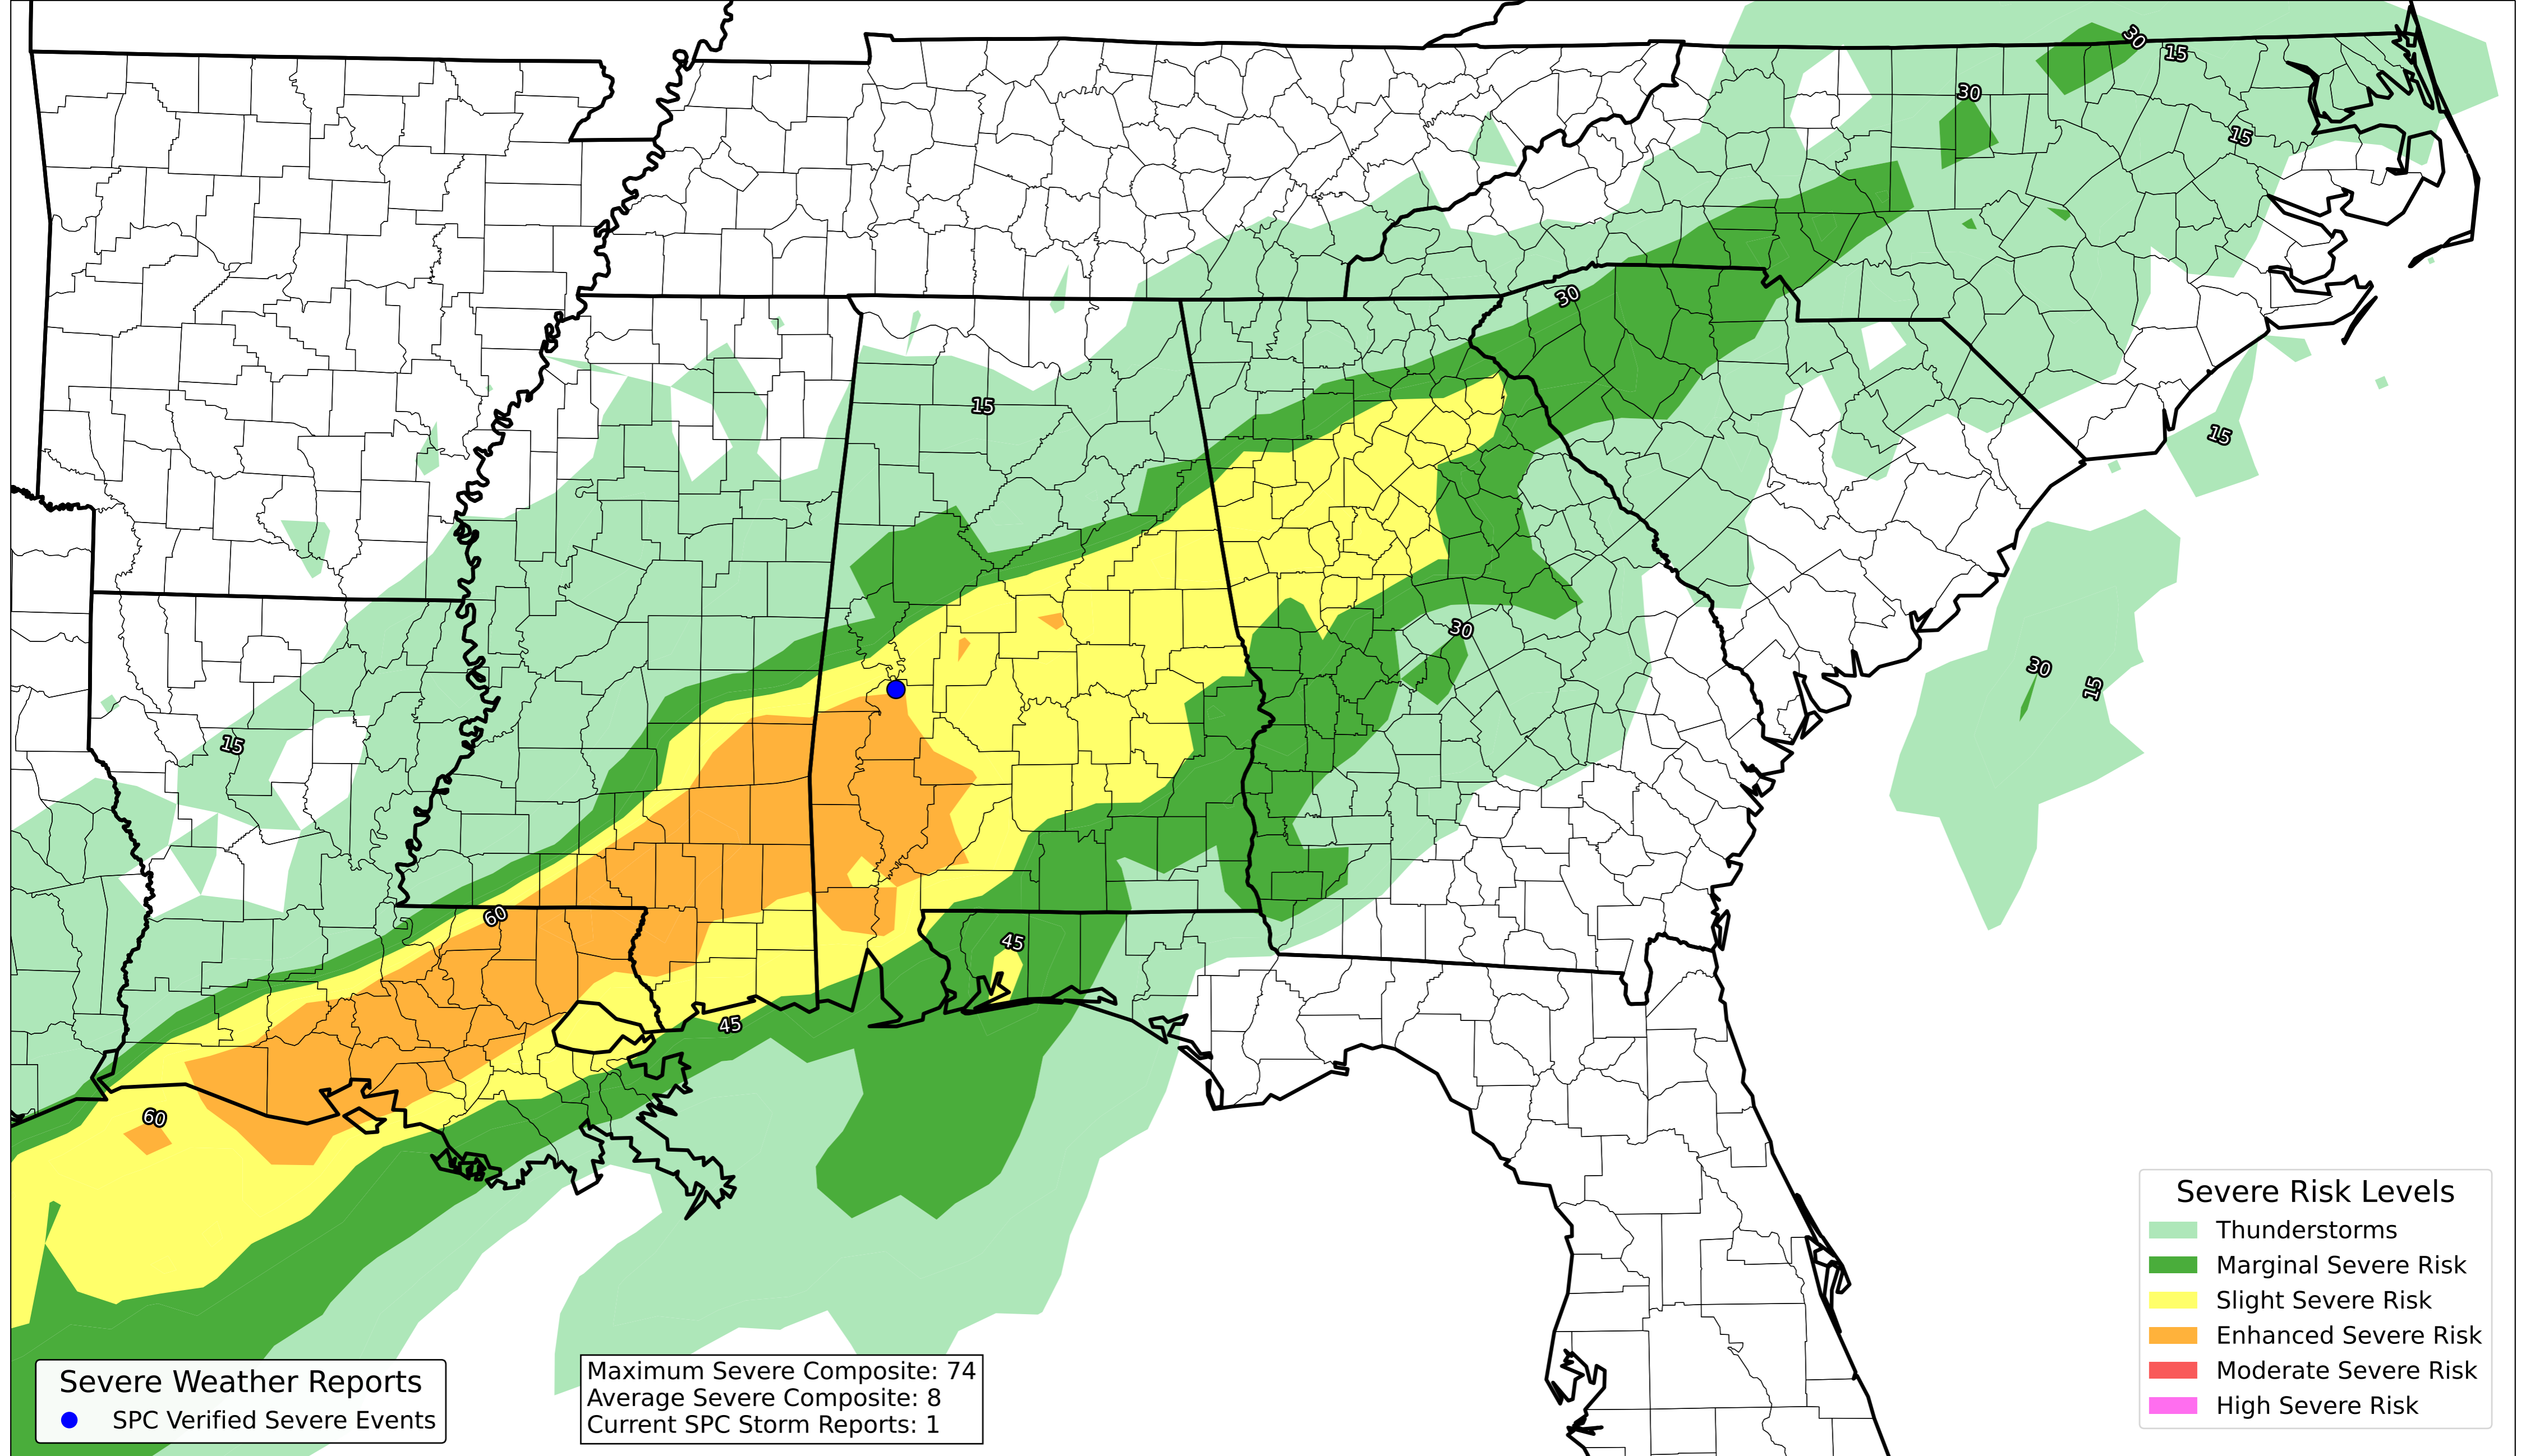 30
15
30
15
30
15
15
30
30
15
15
60
45
45
60
Severe Risk Levels
Thunderstorms
Marginal Severe Risk
Slight Severe Risk
Enhanced Severe Risk
Moderate Severe Risk
High Severe Risk
Severe Weather Reports
SPC Verified Severe Events
Maximum Severe Composite: 74
Average Severe Composite: 8
Current SPC Storm Reports: 1